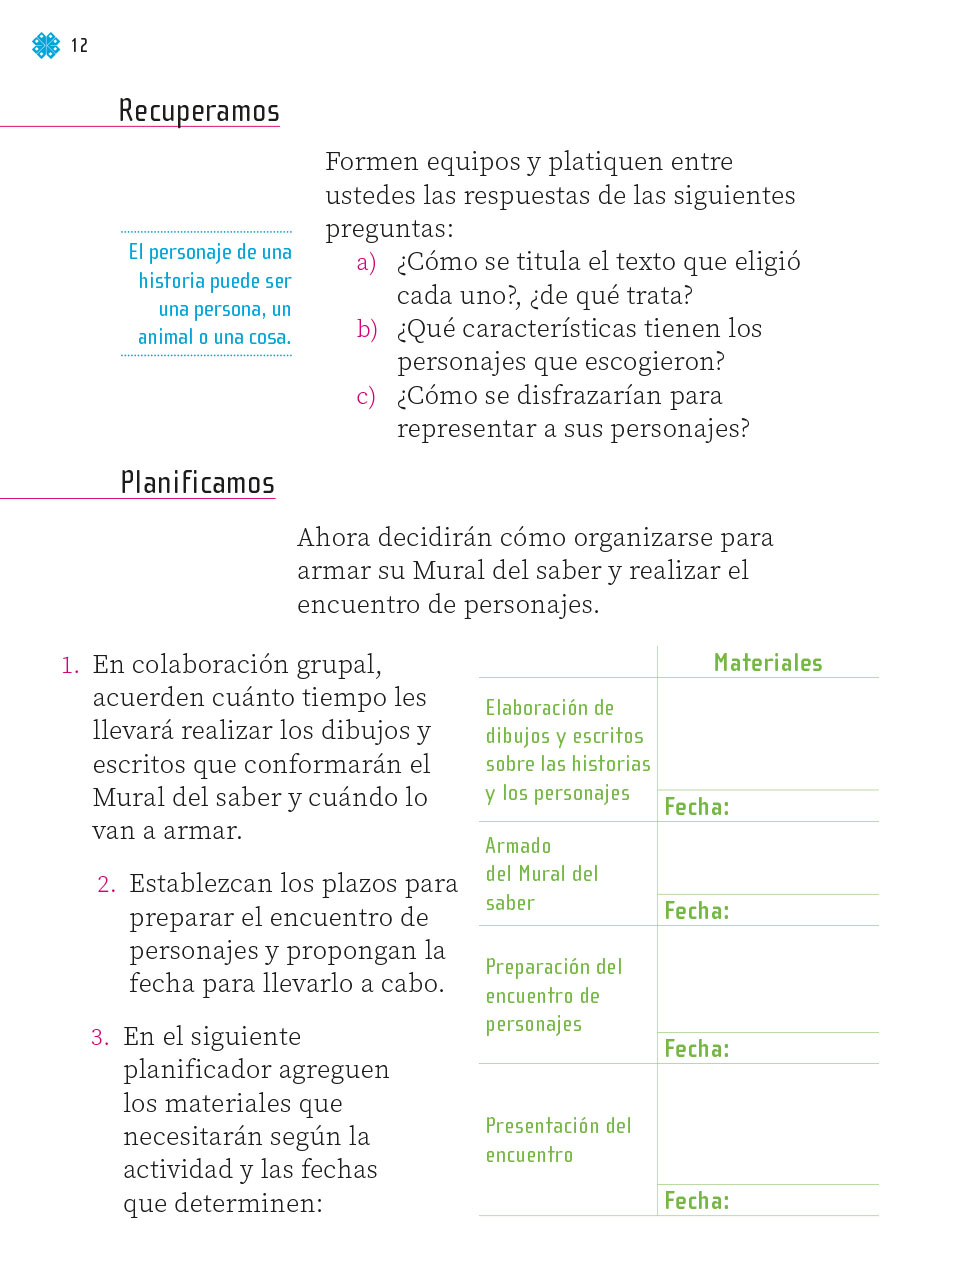 12
Recuperamos
Formen equipos y platiquen entre
ustedes las respuestas de las siguientes
preguntas:
a) ¿Cómo se titula el texto que eligió
cada uno?, ¿de qué trata?
b) ¿Qué características tienen los
personajes que escogieron?
c) ¿Cómo se disfrazarían para
representar a sus personajes?
El personaje de una
historia puede ser
una persona, un
animal o una cosa.
Planificamos
Ahora decidirán cómo organizarse para
armar su Mural del saber y realizar el
encuentro de personajes.
1. En colaboración grupal,
acuerden cuánto tiempo les
llevará realizar los dibujos y
escritos que conformarán el
Mural del saber y cuándo lo
van a armar.
2. Establezcan los plazos para
preparar el encuentro de
personajes y propongan la
fecha para llevarlo a cabo.
3. En el siguiente
planificador agreguen
los materiales que
necesitarán según la
actividad y las fechas
que determinen:
Materiales
Elaboración de
dibujos y escritos
sobre las historias
y los personajes
Fecha:
Armado
del Mural del
saber
Fecha:
Preparación del
encuentro de
personajes
Fecha:
Presentación del
encuentro
Fecha: